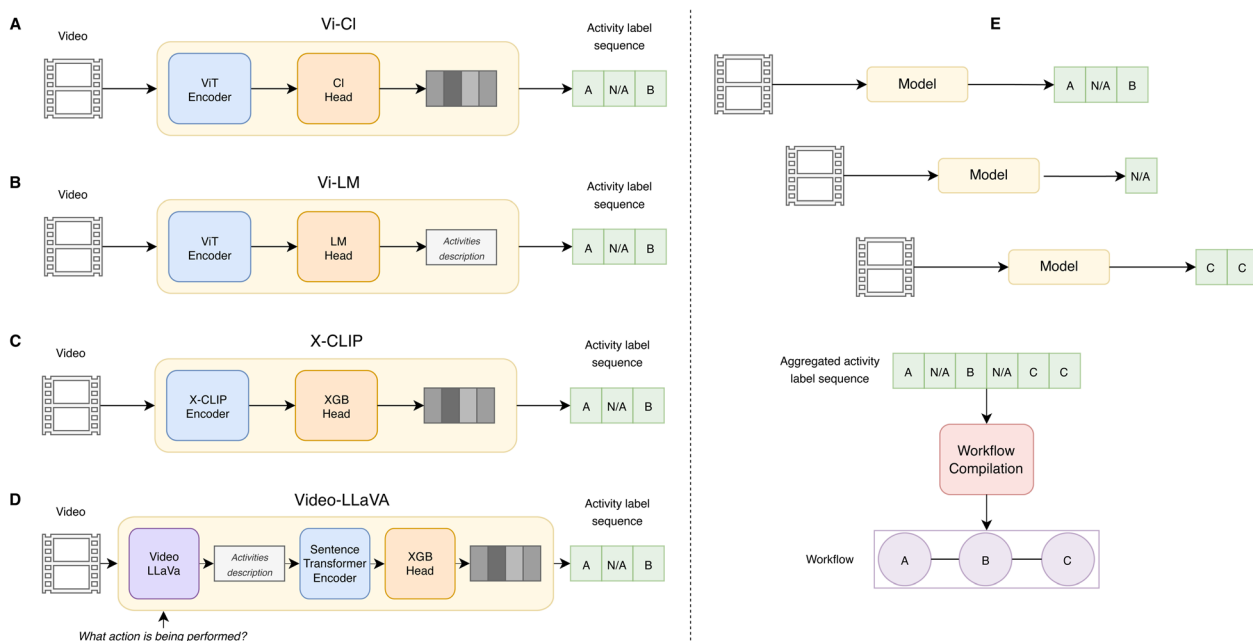 A
Vi-Cl
Video
Activity label
sequence
ViT
Encoder
Cl
Head
A N/A B
B
Vi-LM
Video
Activity label
sequence
ViT
Encoder
LM
Head
Activities
description
A N/A B
C
X-CLIP
Video
Activity label
sequence
X-CLIP
Encoder
XGB
Head
A N/A B
D
Video-LLaVA
Video
Activity label
sequence
Video
LLaVa
Activities
description
Sentence
Transformer
Encoder
XGB
Head
A N/A B
What action is being performed?
E
Model
A N/A B
Model
N/A
Model
C C
Aggregated activity
label sequence
A N/A B N/A C C
Workflow
Compilation
Workflow
A B C